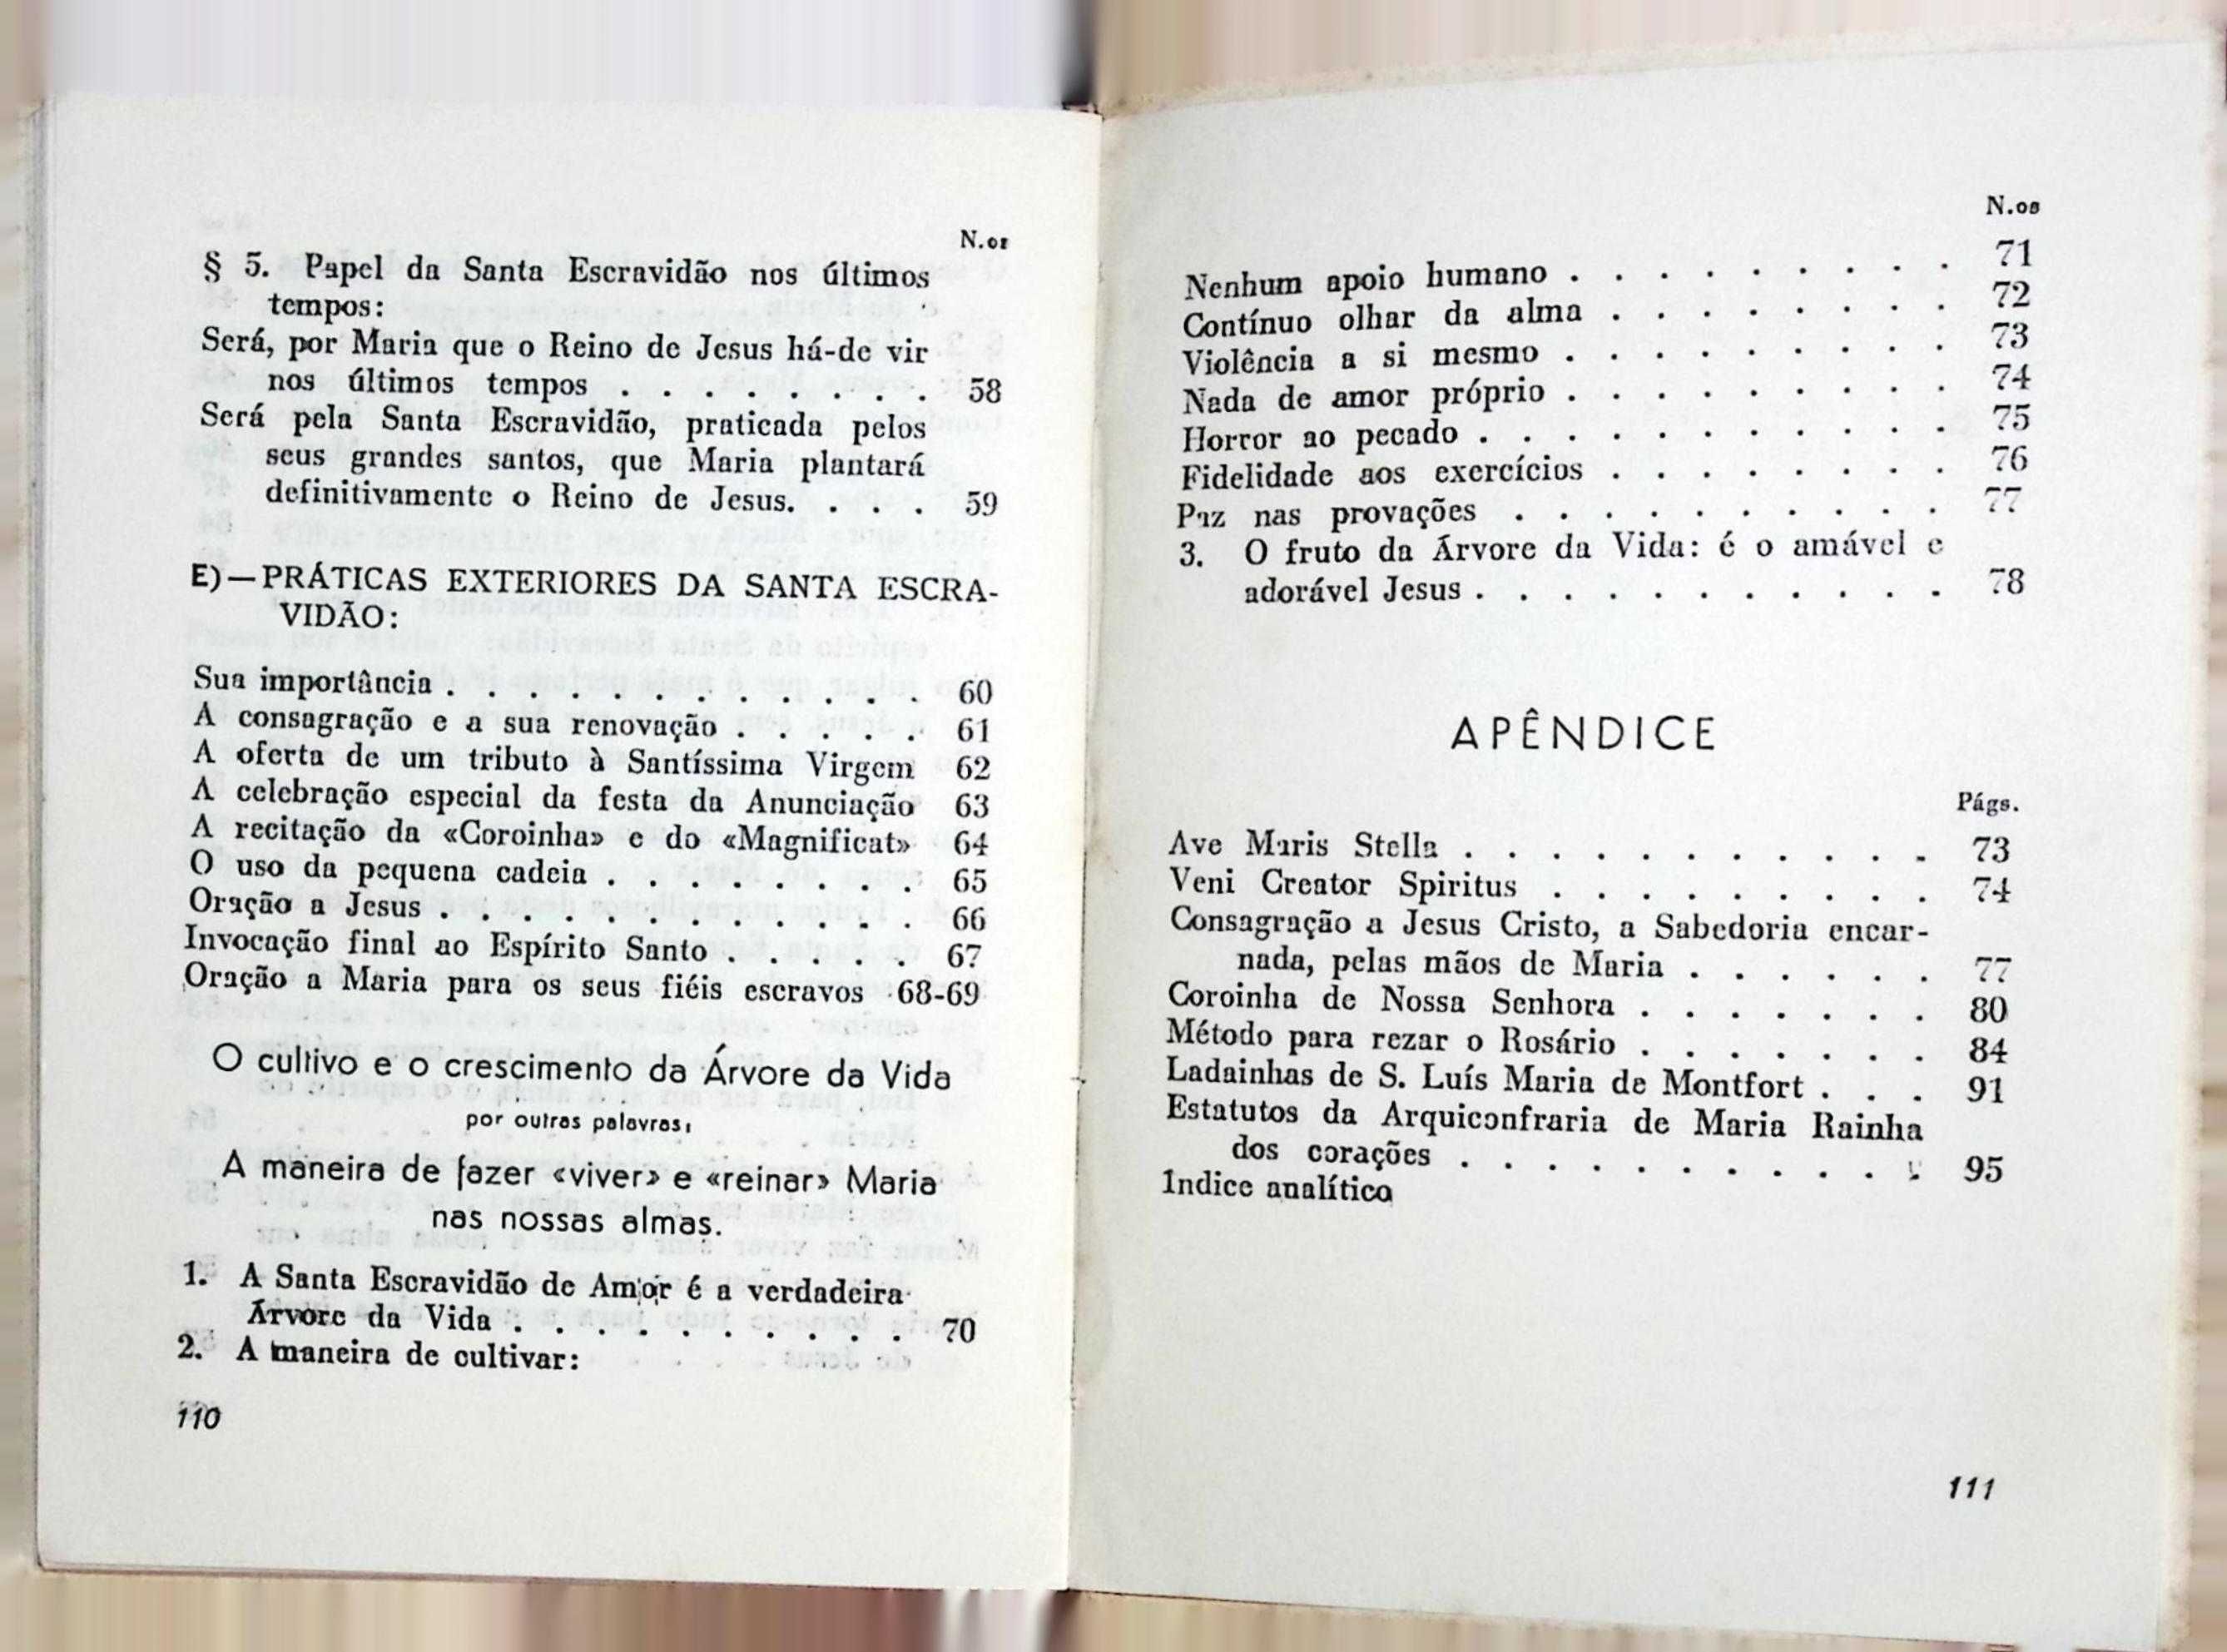 N.os
§ 5. Papel da Santa Escravidão nos últimos
tempos:
Será, por Maria que o Reino de Jesus há-de vir
nos últimos tempos . . . . . . . . 58
Será pela Santa Escravidão, praticada pelos
seus grandes santos, que Maria plantará
definitivamente o Reino de Jesus. . . . 59
E)—PRÁTICAS EXTERIORES DA SANTA ESCRA-
VIDÃO:
Sua importância . . . . . . . . . . . . 60
A consagração e a sua renovação . . . . . 61
A oferta de um tributo à Santíssima Virgem 62
A celebração especial da festa da Anunciação 63
A recitação da «Coroinha» e do «Magnificat» 64
O uso da pequena cadeia . . . . . . . . 65
Oração a Jesus . . . . . . . . . . . . 66
Invocação final ao Espírito Santo . . . . . 67
Oração a Maria para os seus fiéis escravos 68-69
O cultivo e o crescimento da Árvore da Vida
por outras palavras,
A maneira de fazer «viver» e «reinar» Maria
nas nossas almas.
1. A Santa Escravidão de Amor é a verdadeira
Árvore da Vida . . . . . . . . . . 70
2. A maneira de cultivar:
110
N.os
Nenhum apoio humano . . . . . . . . . 71
Contínuo olhar da alma . . . . . . . . 72
Violência a si mesmo . . . . . . . . . 73
Nada de amor próprio . . . . . . . . . 74
Horror ao pecado . . . . . . . . . . . 75
Fidelidade aos exercícios . . . . . . . . 76
Paz nas provações . . . . . . . . . . 77
3. O fruto da Árvore da Vida: é o amável e
adorável Jesus . . . . . . . . . . . 78
APÊNDICE
Págs.
Ave Maris Stella . . . . . . . . . . . 73
Veni Creator Spiritus . . . . . . . . . 74
Consagração a Jesus Cristo, a Sabedoria encar-
nada, pelas mãos de Maria . . . . . . 77
Coroinha de Nossa Senhora . . . . . . . 80
Método para rezar o Rosário . . . . . . . 84
Ladainhas de S. Luís Maria de Montfort . . . 91
Estatutos da Arquiconfraria de Maria Rainha
dos corações . . . . . . . . . . . 95
Indice analítico
111